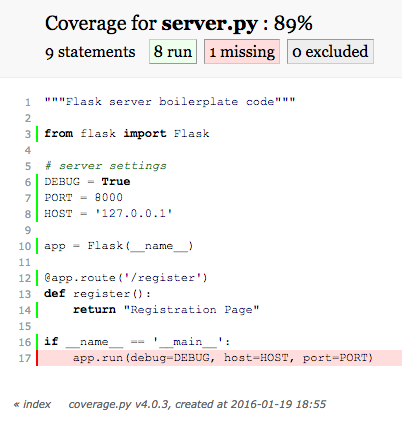 Coverage for server.py : 89%
9 statements 8 run 1 missing 0 excluded
1 """Flask server boilerplate code"""
2
3 from flask import Flask
4
5 # server settings
6 DEBUG = True
7 PORT = 8000
8 HOST = '127.0.0.1'
9
10 app = Flask(__name__)
11
12 @app.route('/register')
13 def register():
14     return "Registration Page"
15
16 if __name__ == '__main__':
17     app.run(debug=DEBUG, host=HOST, port=PORT)
« index coverage.py v4.0.3, created at 2016-01-19 18:55